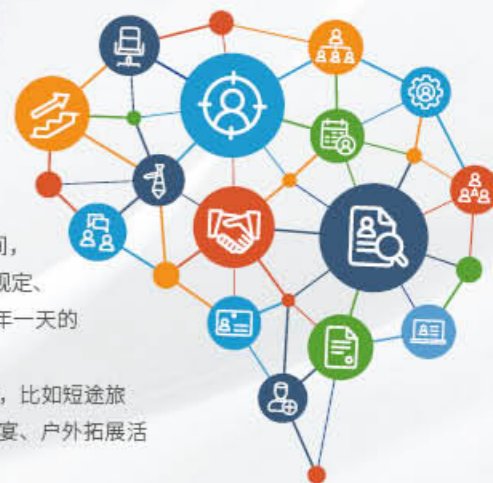 间，
规定、
年一天的
，比如短途旅
宴、户外拓展活